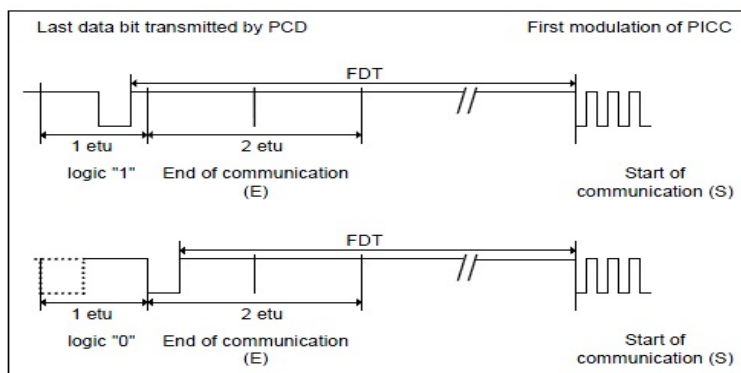 Last data bit transmitted by PCD First modulation of PICC
FDT
1 etu 2 etu
logic "1" End of communication Start of
(E) communication (S)
FDT
1 etu 2 etu
logic "0" End of communication Start of
(E) communication (S)